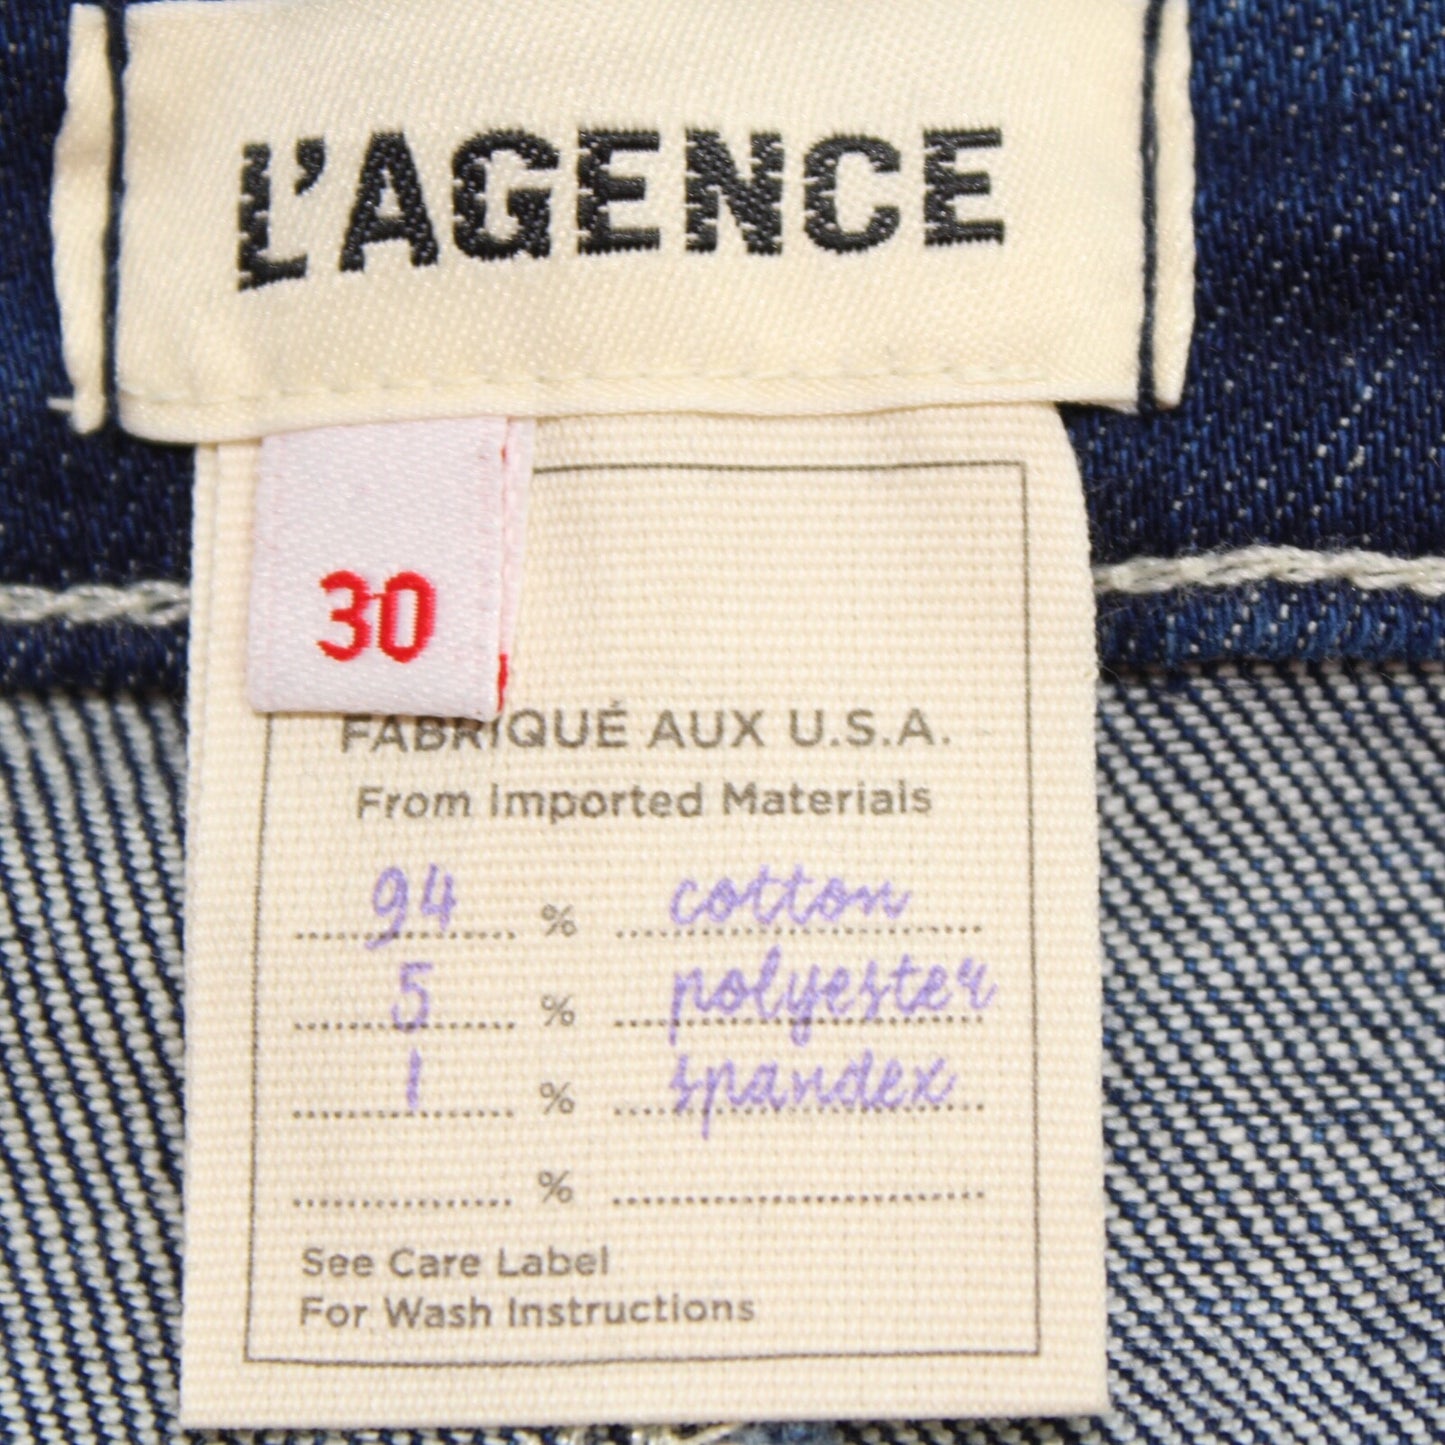 L'AGENCE
30
FABRIQUÉ AUX U.S.A.
From Imported Materials
94 % cotton
5 % polyester
1 % spandex
%
See Care Label
For Wash Instructions